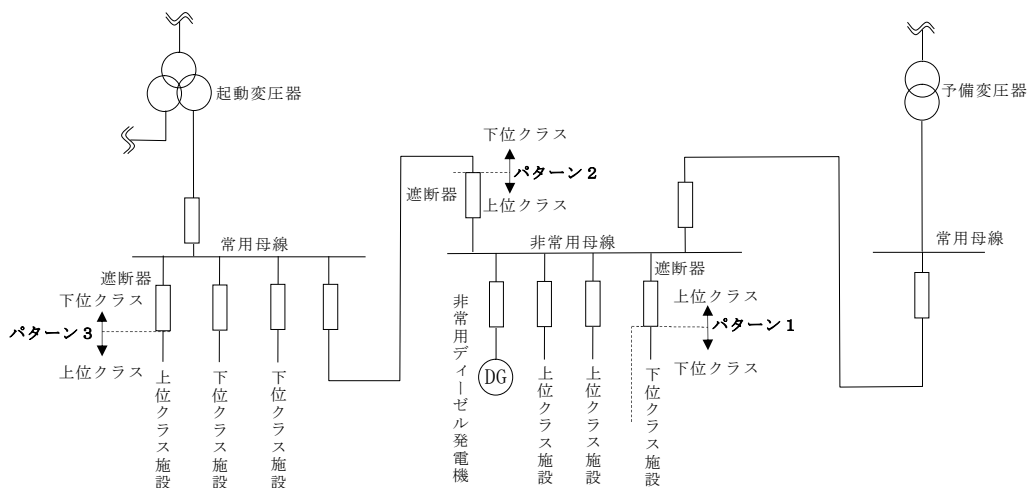 起動変圧器
予備変圧器
下位クラス
パターン２
上位クラス
遮断器
常用母線
非常用母線
常用母線
遮断器
下位クラス
パターン３
上位クラス
遮断器
上位クラス
パターン１
下位クラス
DG
上位クラス施設
下位クラス施設
下位クラス施設
非常用ディーゼル発電機
上位クラス施設
上位クラス施設
下位クラス施設